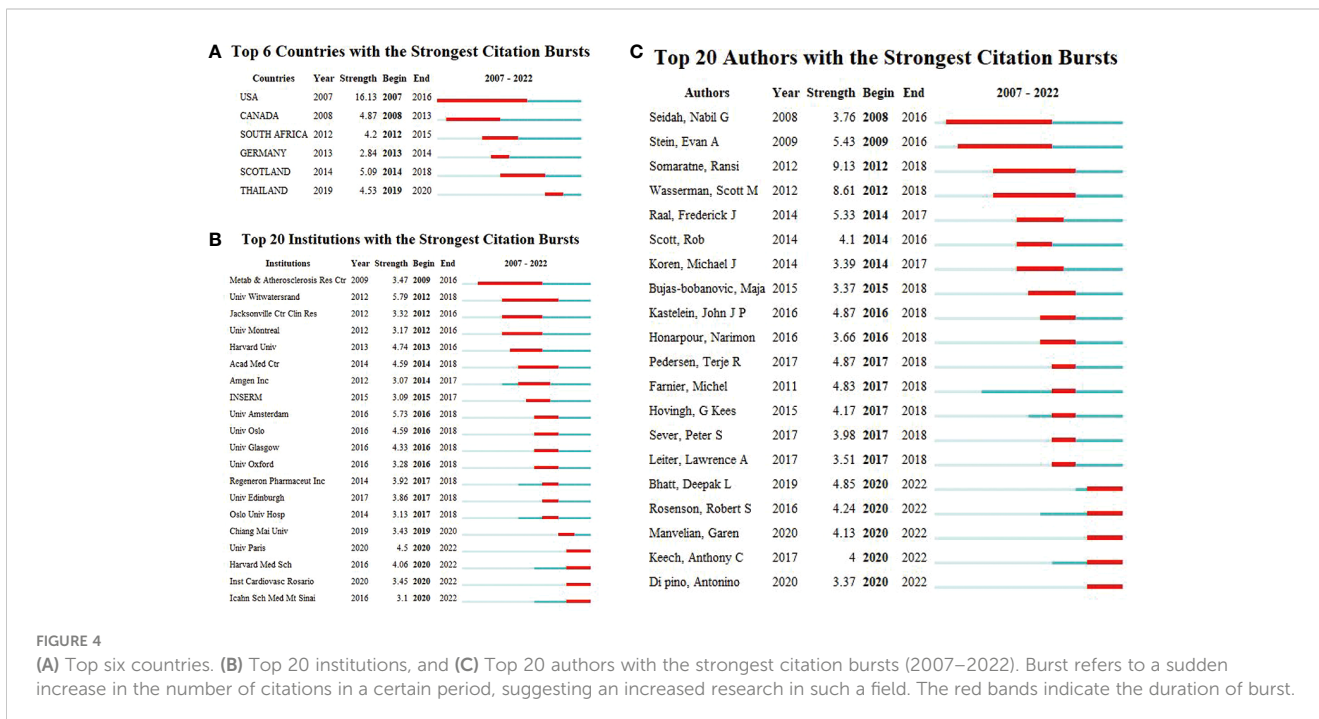 A Top 6 Countries with the Strongest Citation Bursts
Countries Year Strength Begin End 2007 - 2022
USA 2007 16.13 2007 2016
CANADA 2008 4.87 2008 2013
SOUTH AFRICA 2012 4.2 2012 2015
GERMANY 2013 2.84 2013 2014
SCOTLAND 2014 5.09 2014 2018
THAILAND 2019 4.53 2019 2020
B Top 20 Institutions with the Strongest Citation Bursts
Institutions Year Strength Begin End 2007 - 2022
Metab & Atherosclerosis Res Ctr 2009 3.47 2009 2016
Univ Witwatersrand 2012 5.79 2012 2018
Jacksonville Ctr Clin Res 2012 3.32 2012 2016
Univ Montreal 2012 3.17 2012 2016
Harvard Univ 2013 4.74 2013 2016
Acad Med Ctr 2014 4.59 2014 2018
Amgen Inc 2012 3.07 2014 2017
INSERM 2015 3.09 2015 2017
Univ Amsterdam 2016 5.73 2016 2018
Univ Oslo 2016 4.59 2016 2018
Univ Glasgow 2016 4.33 2016 2018
Univ Oxford 2016 3.28 2016 2018
Regeneron Pharmaceut Inc 2014 3.92 2017 2018
Univ Edinburgh 2017 3.86 2017 2018
Oslo Univ Hosp 2014 3.13 2017 2018
Chiang Mai Univ 2019 3.43 2019 2020
Univ Paris 2020 4.5 2020 2022
Harvard Med Sch 2016 4.06 2020 2022
Inst Cardiovasc Rosario 2020 3.45 2020 2022
Icahn Sch Med Mt Sinai 2016 3.1 2020 2022
C Top 20 Authors with the Strongest Citation Bursts
Authors Year Strength Begin End 2007 - 2022
Seidah, Nabil G 2008 3.76 2008 2016
Stein, Evan A 2009 5.43 2009 2016
Somaratne, Ransi 2012 9.13 2012 2018
Wasserman, Scott M 2012 8.61 2012 2018
Raal, Frederick J 2014 5.33 2014 2017
Scott, Rob 2014 4.1 2014 2016
Koren, Michael J 2014 3.39 2014 2017
Bujas-bobanovic, Maja 2015 3.37 2015 2018
Kastelein, John J P 2016 4.87 2016 2018
Honarpour, Narimon 2016 3.66 2016 2018
Pedersen, Terje R 2017 4.87 2017 2018
Farnier, Michel 2011 4.83 2017 2018
Hovingh, G Kees 2015 4.17 2017 2018
Sever, Peter S 2017 3.98 2017 2018
Leiter, Lawrence A 2017 3.51 2017 2018
Bhatt, Deepak L 2019 4.85 2020 2022
Rosenson, Robert S 2016 4.24 2020 2022
Manvelian, Garen 2020 4.13 2020 2022
Keech, Anthony C 2017 4 2020 2022
Di pino, Antonino 2020 3.37 2020 2022
FIGURE 4
(A) Top six countries. (B) Top 20 institutions, and (C) Top 20 authors with the strongest citation bursts (2007–2022). Burst refers to a sudden
increase in the number of citations in a certain period, suggesting an increased research in such a field. The red bands indicate the duration of burst.